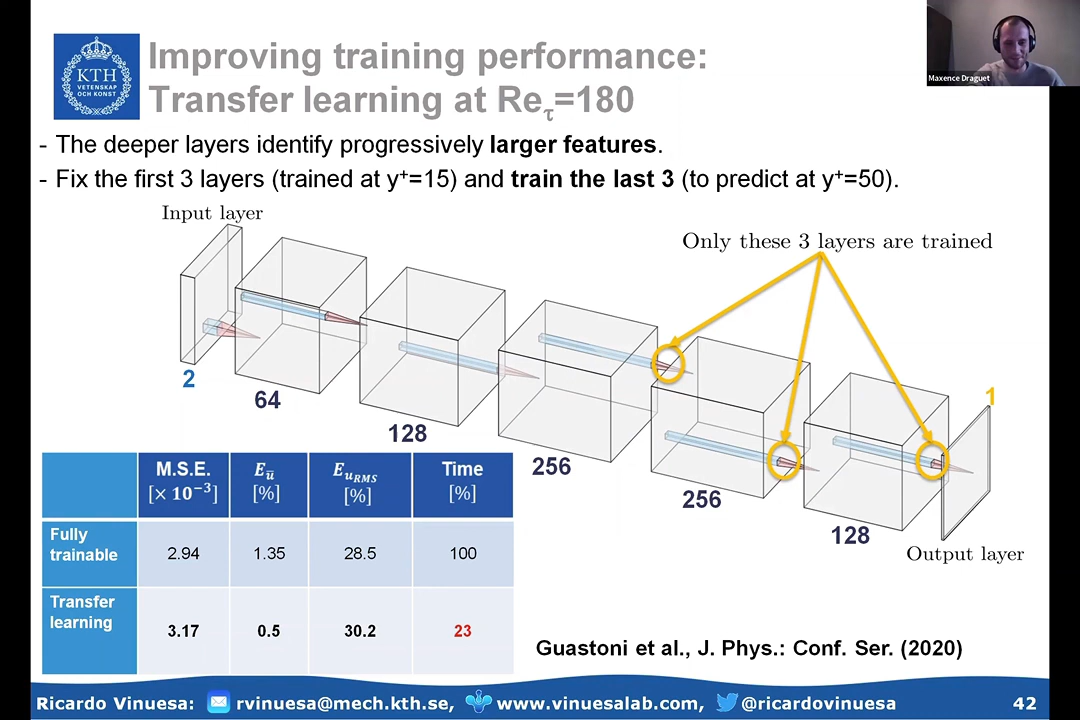 Maxence Draguet
KTH
VETENSKAP
OCH KONST
Improving training performance:
Transfer learning at Reτ=180
- The deeper layers identify progressively larger features.
- Fix the first 3 layers (trained at y+=15) and train the last 3 (to predict at y+=50).
Input layer
Only these 3 layers are trained
2
64
128
256
256
128
1
Output layer
M.S.E. [× 10⁻³] E_ū [%] E_uRMS [%] Time [%]
Fully trainable 2.94 1.35 28.5 100
Transfer learning 3.17 0.5 30.2 23
Guastoni et al., J. Phys.: Conf. Ser. (2020)
Ricardo Vinuesa: rvinuesa@mech.kth.se, www.vinuesalab.com, @ricardovinuesa 42